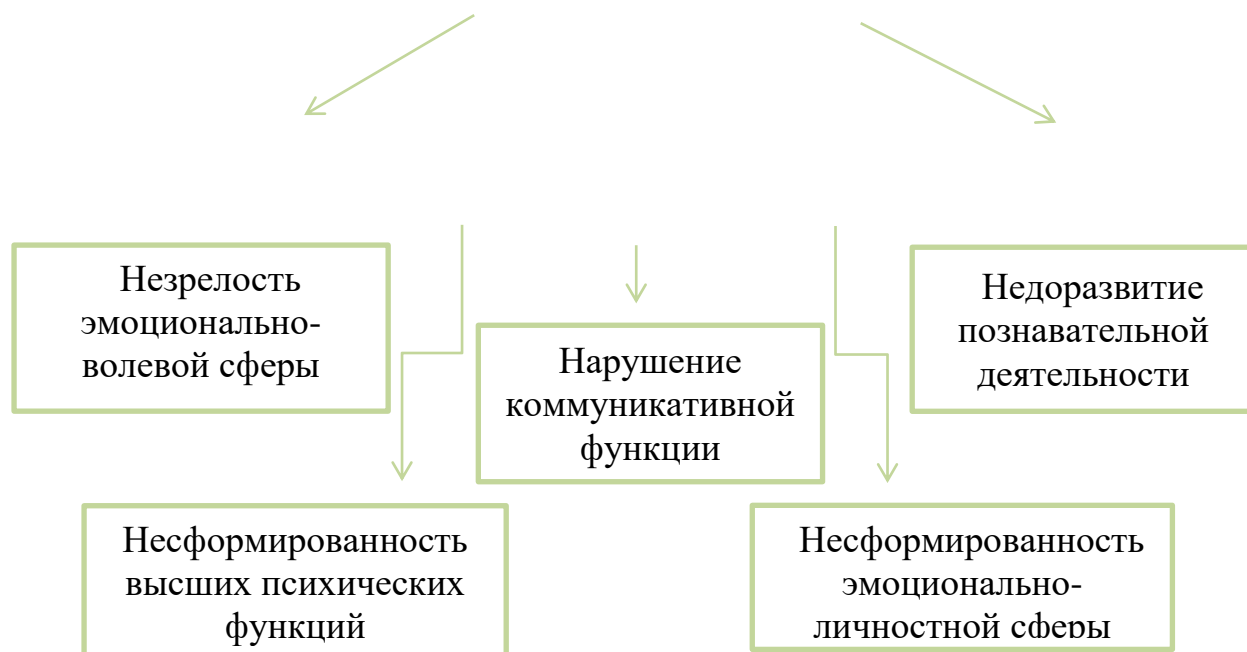 Незрелость
эмоционально-
волевой сферы
Нарушение
коммуникативной
функции
Недоразвитие
познавательной
деятельности
Несформированность
высших психических
функций
Несформированность
эмоционально-
личностной сферы